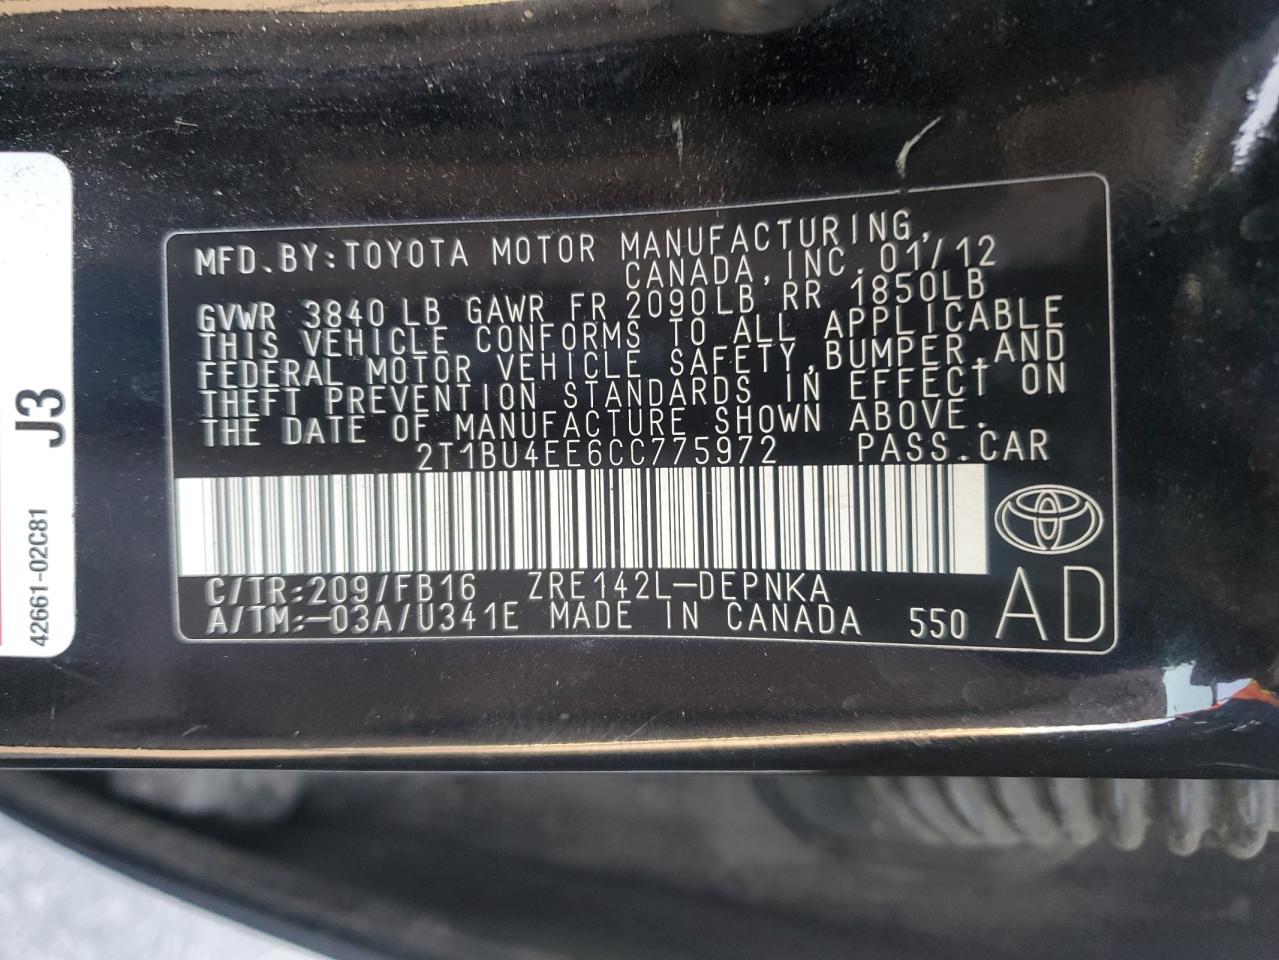 MFD.BY:TOYOTA MOTOR MANUFACTURING,
CANADA,INC.01/12
GVWR 3840LB GAWR FR 2090LB RR 1850LB
THIS VEHICLE CONFORMS TO ALL APPLICABLE
FEDERAL MOTOR VEHICLE SAFETY,BUMPER,AND
THEFT PREVENTION STANDARDS IN EFFECT ON
THE DATE OF MANUFACTURE SHOWN ABOVE.
2T1BU4EE6CC775972 PASS.CAR
C/TR:209/FB16 ZRE142L-DEPNKA
A/TM:-03A/U341E MADE IN CANADA 550
AD
J3
42661-02C81